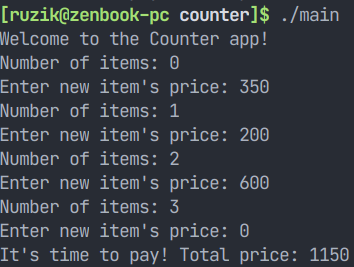 [ruzik@zenbook-pc counter]$ ./main
Welcome to the Counter app!
Number of items: 0
Enter new item's price: 350
Number of items: 1
Enter new item's price: 200
Number of items: 2
Enter new item's price: 600
Number of items: 3
Enter new item's price: 0
It's time to pay! Total price: 1150